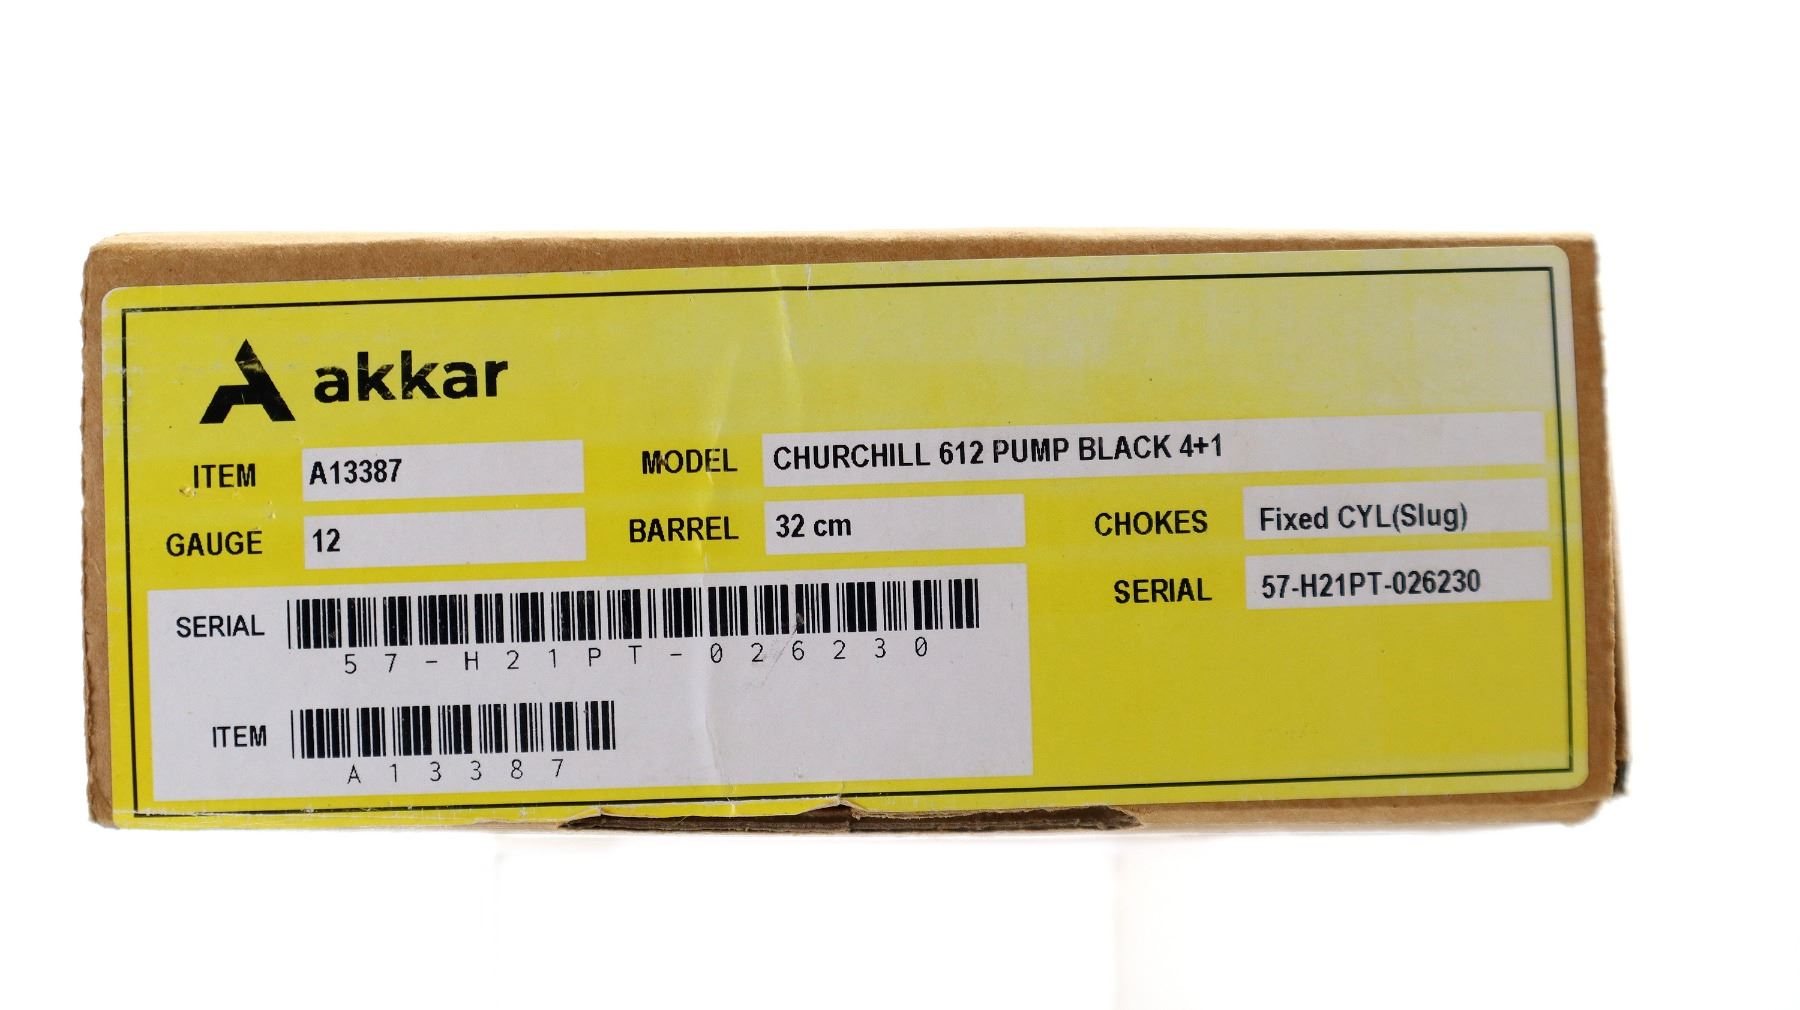 akkar
ITEM A13387 MODEL CHURCHILL 612 PUMP BLACK 4+1
GAUGE 12 BARREL 32 cm CHOKES Fixed CYL(Slug)
SERIAL 57-H21PT-026230
SERIAL
57-H21PT-026230
ITEM
A13387